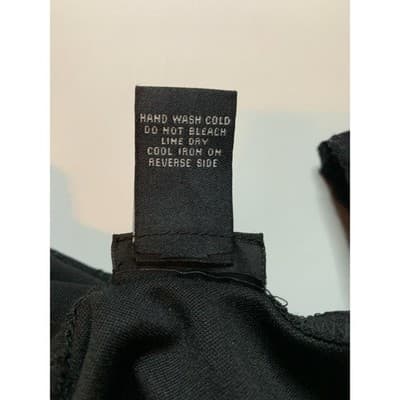 HAND WASH COLD
DO NOT BLEACH
LINE DRY
COOL IRON ON
REVERSE SIDE